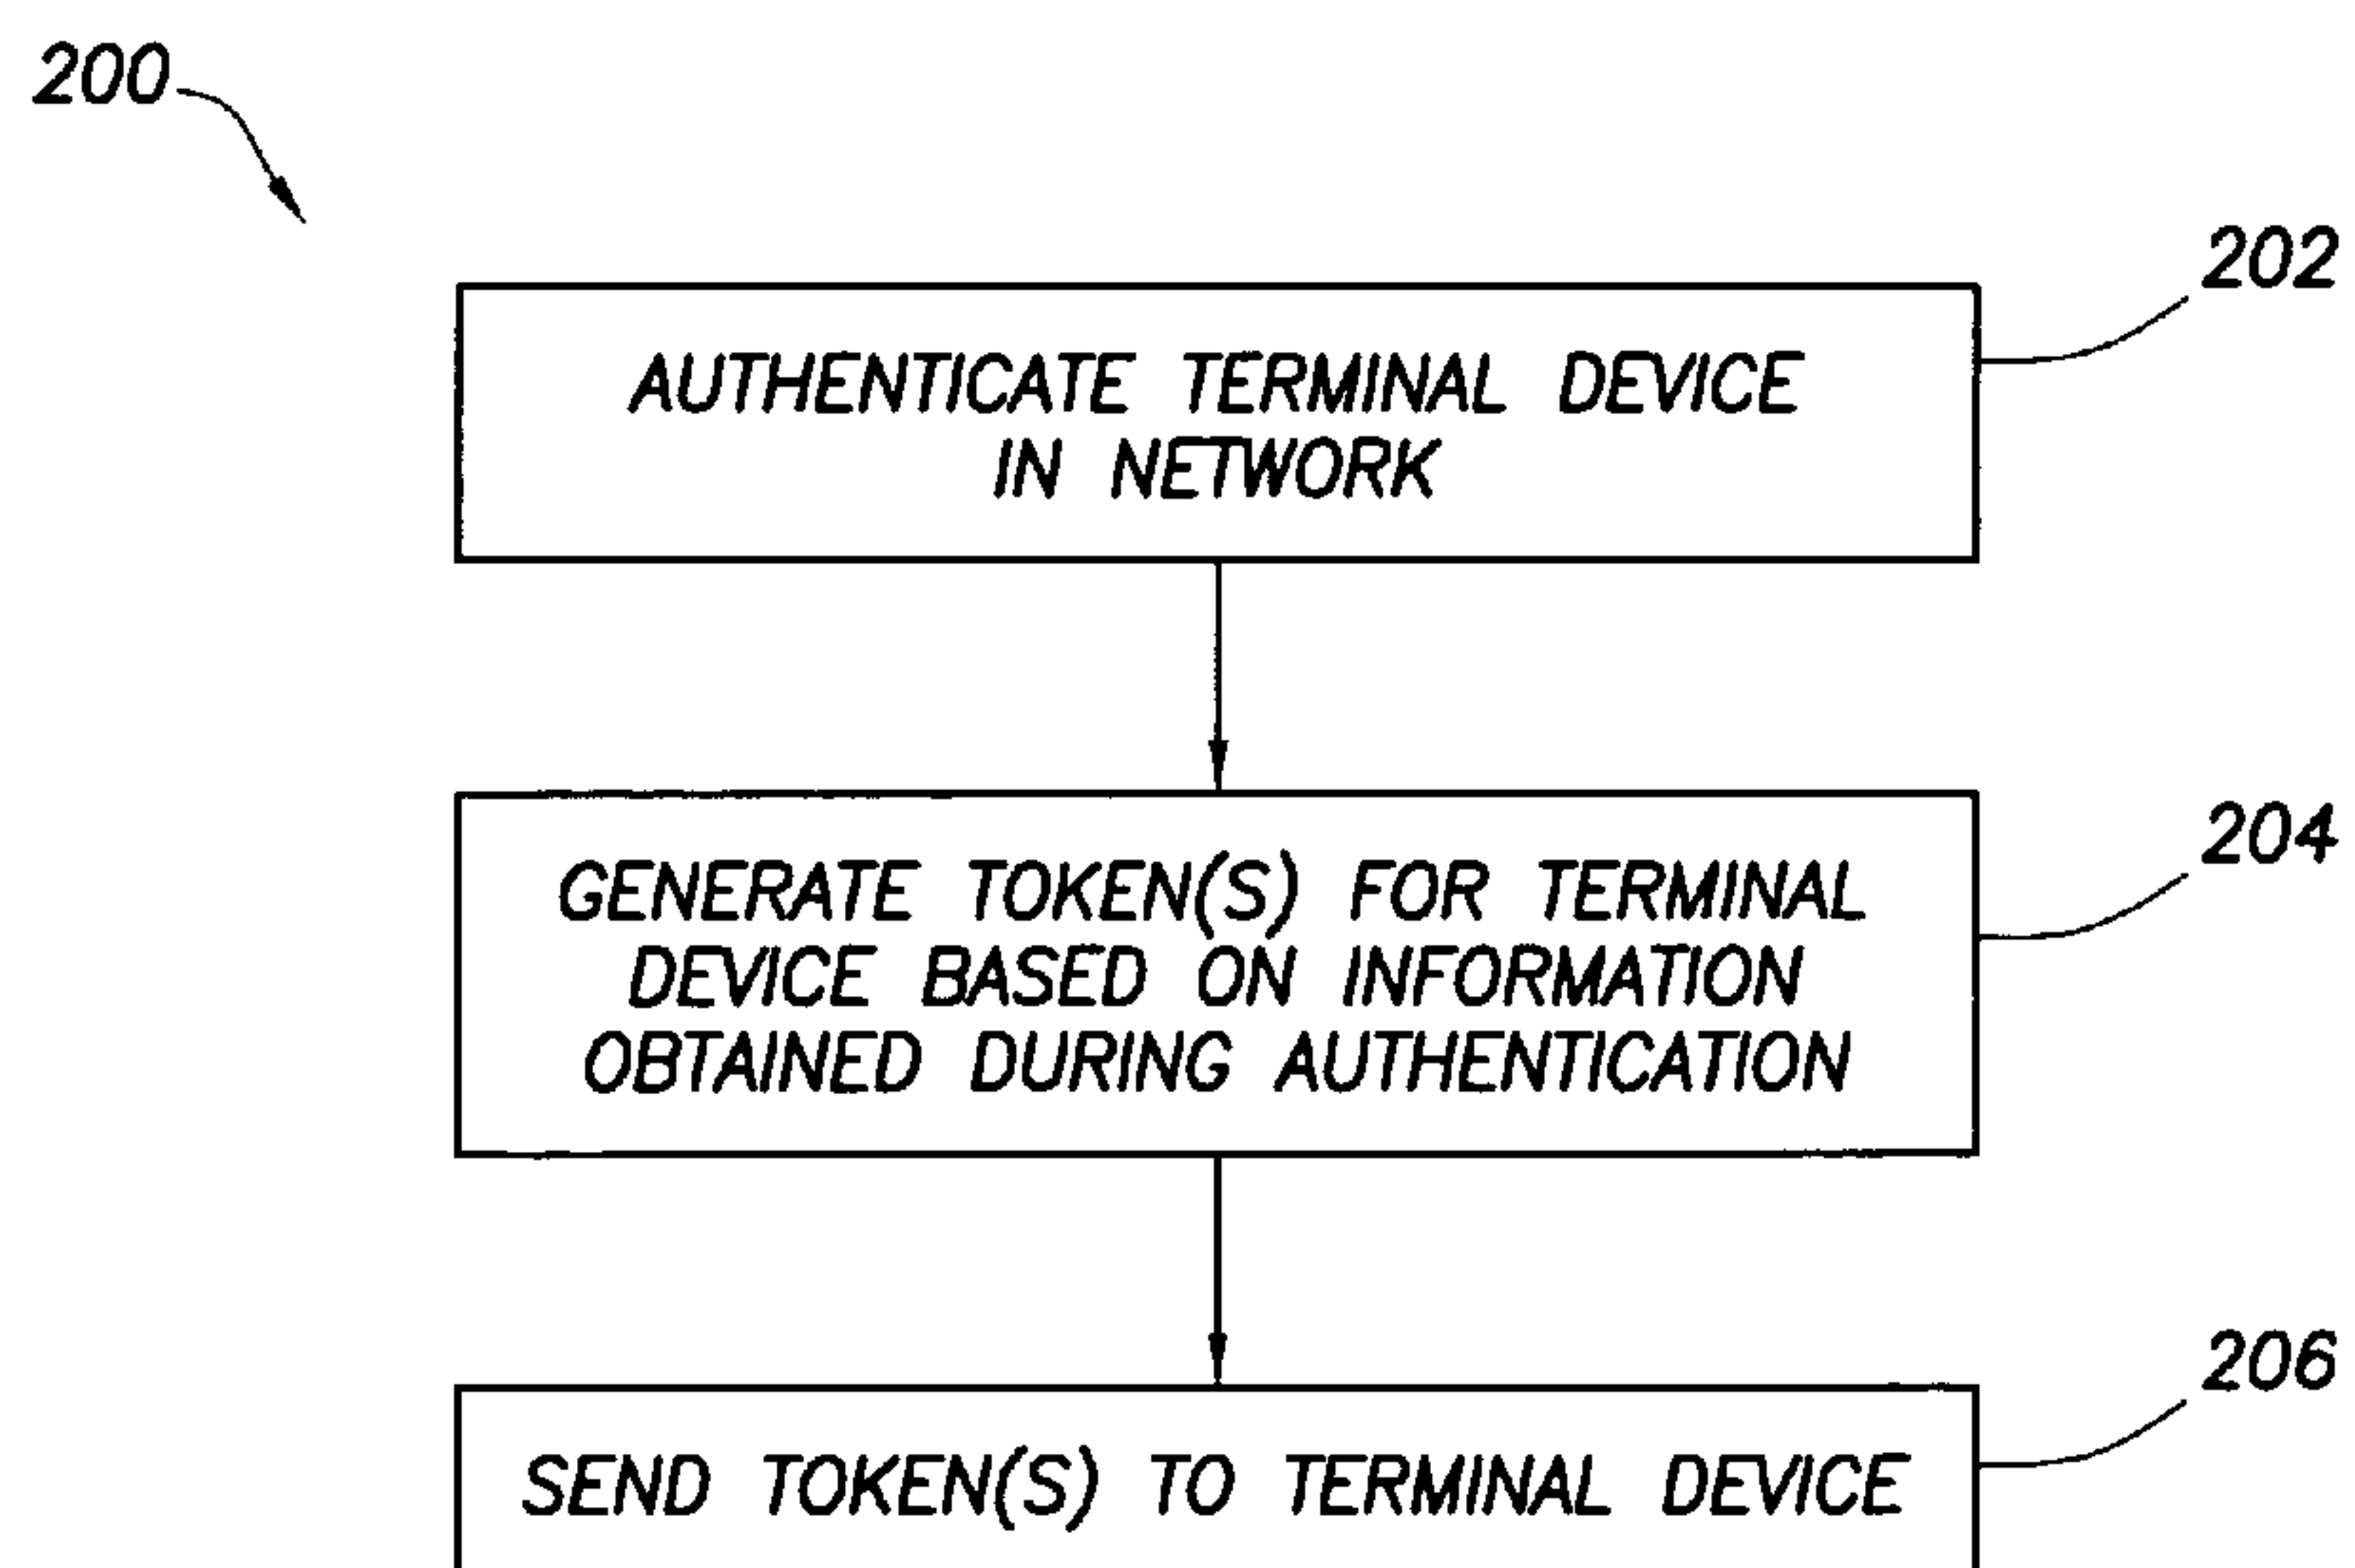 200
202
AUTHENTICATE TERMINAL DEVICE
IN NETWORK
204
GENERATE TOKEN(S) FOR TERMINAL
DEVICE BASED ON INFORMATION
OBTAINED DURING AUTHENTICATION
206
SEND TOKEN(S) TO TERMINAL DEVICE